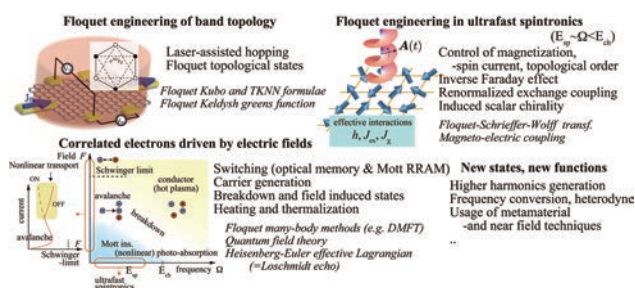 Floquet engineering of band topology
Laser-assisted hopping
Floquet topological states
Floquet Kubo and TKNN formulae
Floquet Keldysh greens function
Floquet engineering in ultrafast spintronics
(E_sp~Ω<E_ch)
A(t)
Control of magnetization,
-spin current, topological order
Inverse Faraday effect
Renormalized exchange coupling
Induced scalar chirality
Floquet-Schrieffer-Wolff transf.
Magneto-electric coupling
effective interactions
h, J_ex, J_χ
Correlated electrons driven by electric fields
Nonlinear transport
ON
OFF
current
avalanche
Schwinger
-limit
F
Field F
Schwinger limit
avalanche
breakdown
conductor
(hot plasma)
Mott ins.
(nonlinear) photo-absorption
E_sp
E_ch
frequency Ω
ultrafast
spintronics
Switching (optical memory & Mott RRAM)
Carrier generation
Breakdown and field induced states
Heating and thermalization
Floquet many-body methods (e.g. DMFT)
Quantum field theory
Heisenberg-Euler effective Lagrangian
(=Loschmidt echo)
New states, new functions
Higher harmonics generation
Frequency conversion, heterodyne
Usage of metamaterial
-and near field techniques
..